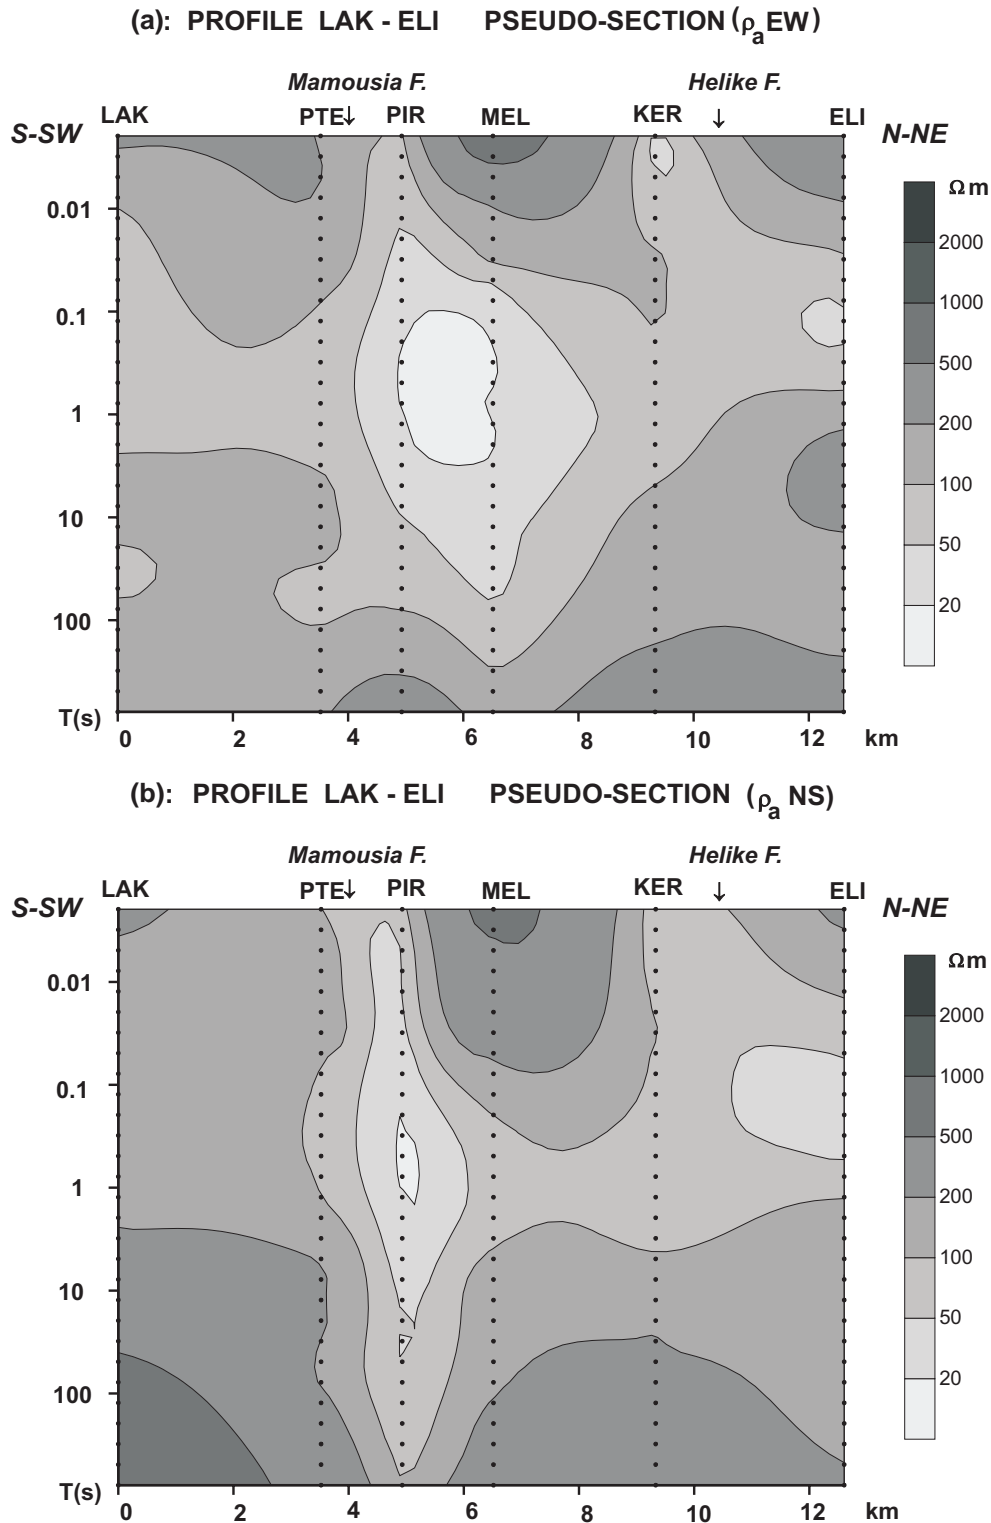 (a): PROFILE LAK - ELI PSEUDO-SECTION (ρaEW)
Mamousia F. Helike F.
LAK PTE↓ PIR MEL KER ↓ ELI
S-SW N-NE
Ωm
0.01
2000
1000
0.1
500
1
200
100
10
50
20
100
T(s)
0 2 4 6 8 10 12 km
(b): PROFILE LAK - ELI PSEUDO-SECTION (ρa NS)
Mamousia F. Helike F.
LAK PTE↓ PIR MEL KER ↓ ELI
S-SW N-NE
Ωm
0.01
2000
1000
0.1
500
1
200
100
10
50
20
100
T(s)
0 2 4 6 8 10 12 km